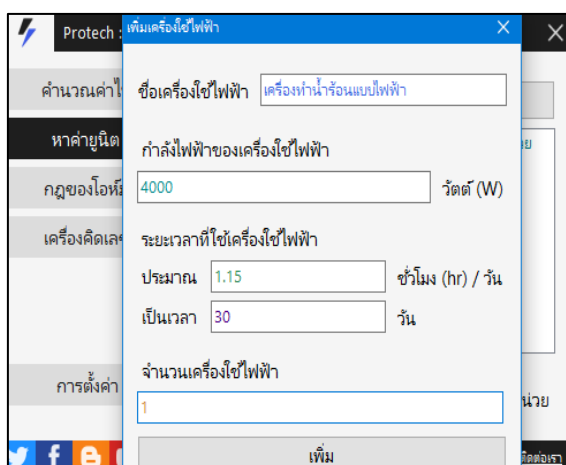 Protech :
เพิ่มเครื่องใช้ไฟฟ้า
คำนวณค่าไ
ชื่อเครื่องใช้ไฟฟ้า เครื่องทำน้ำร้อนแบบไฟฟ้า
หาค่ายูนิต
กำลังไฟฟ้าของเครื่องใช้ไฟฟ้า
กฎของโอห์ม
4000 วัตต์ (W)
เครื่องคิดเลข
ระยะเวลาที่ใช้เครื่องใช้ไฟฟ้า
ประมาณ 1.15 ชั่วโมง (hr) / วัน
เป็นเวลา 30 วัน
จำนวนเครื่องใช้ไฟฟ้า
การตั้งค่า
1
น่วย
เพิ่ม
ติดต่อเรา